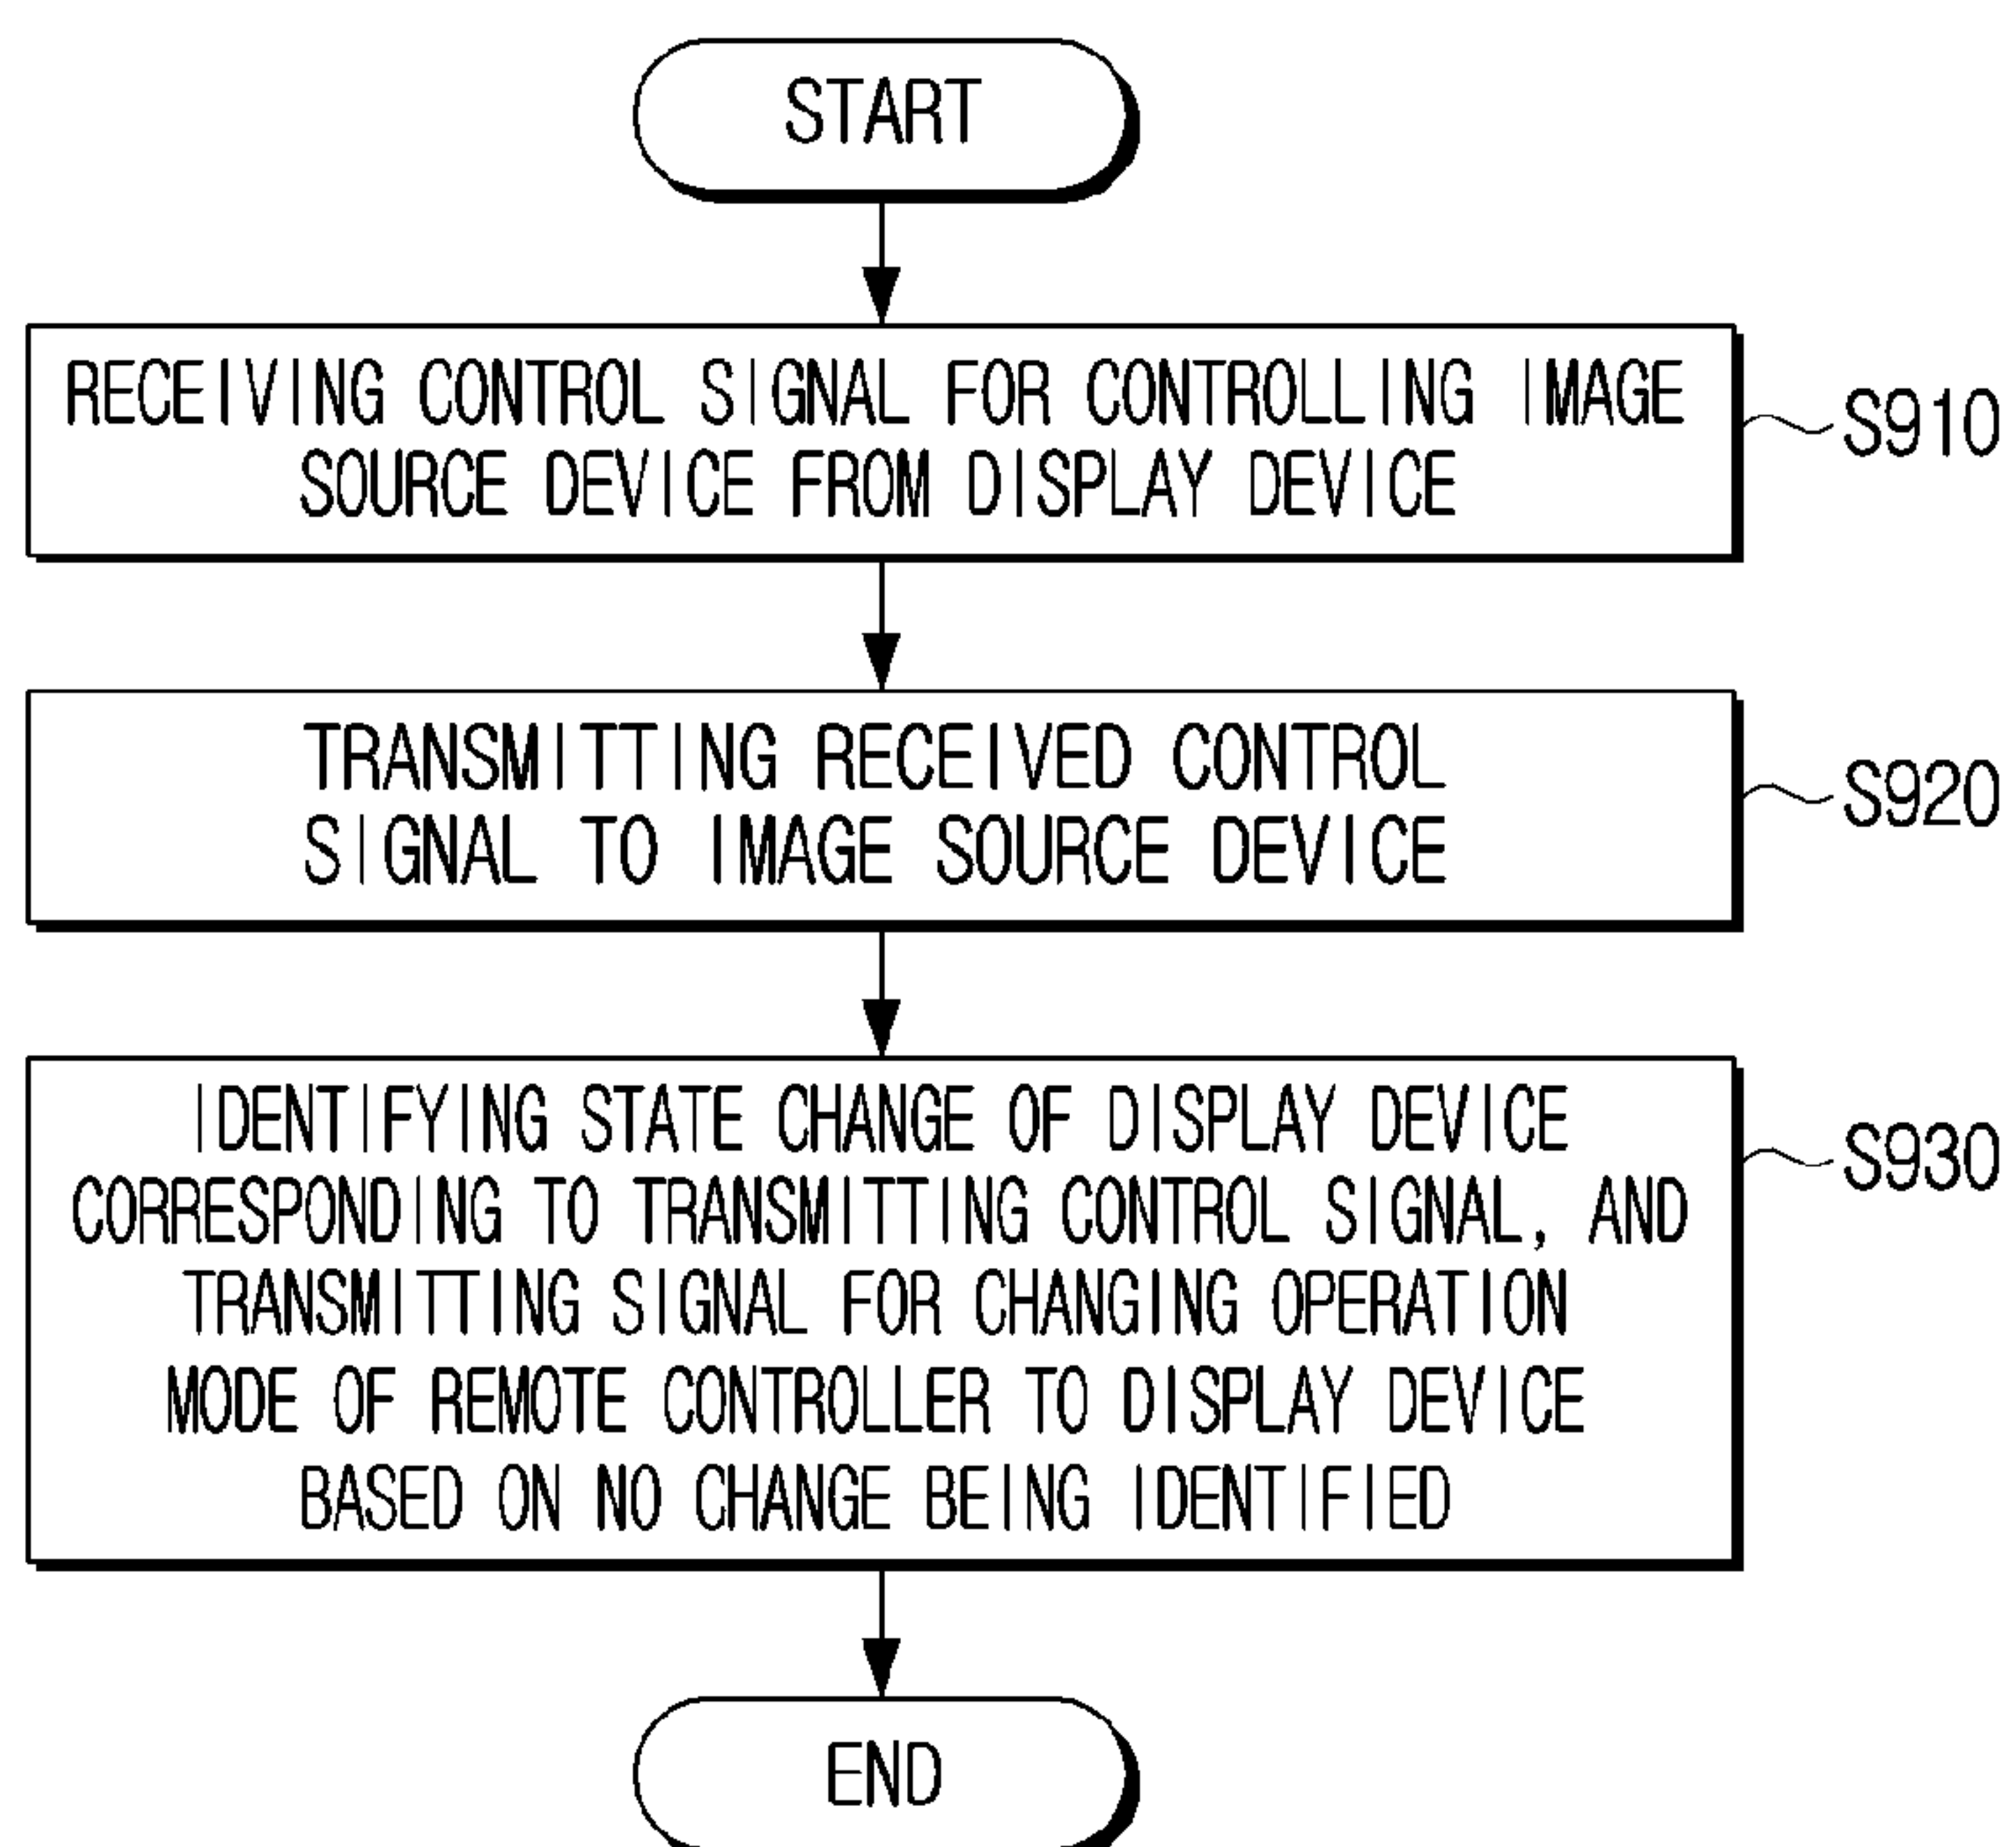 START
RECEIVING CONTROL SIGNAL FOR CONTROLLING IMAGE
SOURCE DEVICE FROM DISPLAY DEVICE
S910
TRANSMITTING RECEIVED CONTROL
SIGNAL TO IMAGE SOURCE DEVICE
S920
IDENTIFYING STATE CHANGE OF DISPLAY DEVICE
CORRESPONDING TO TRANSMITTING CONTROL SIGNAL, AND
TRANSMITTING SIGNAL FOR CHANGING OPERATION
MODE OF REMOTE CONTROLLER TO DISPLAY DEVICE
BASED ON NO CHANGE BEING IDENTIFIED
S930
END